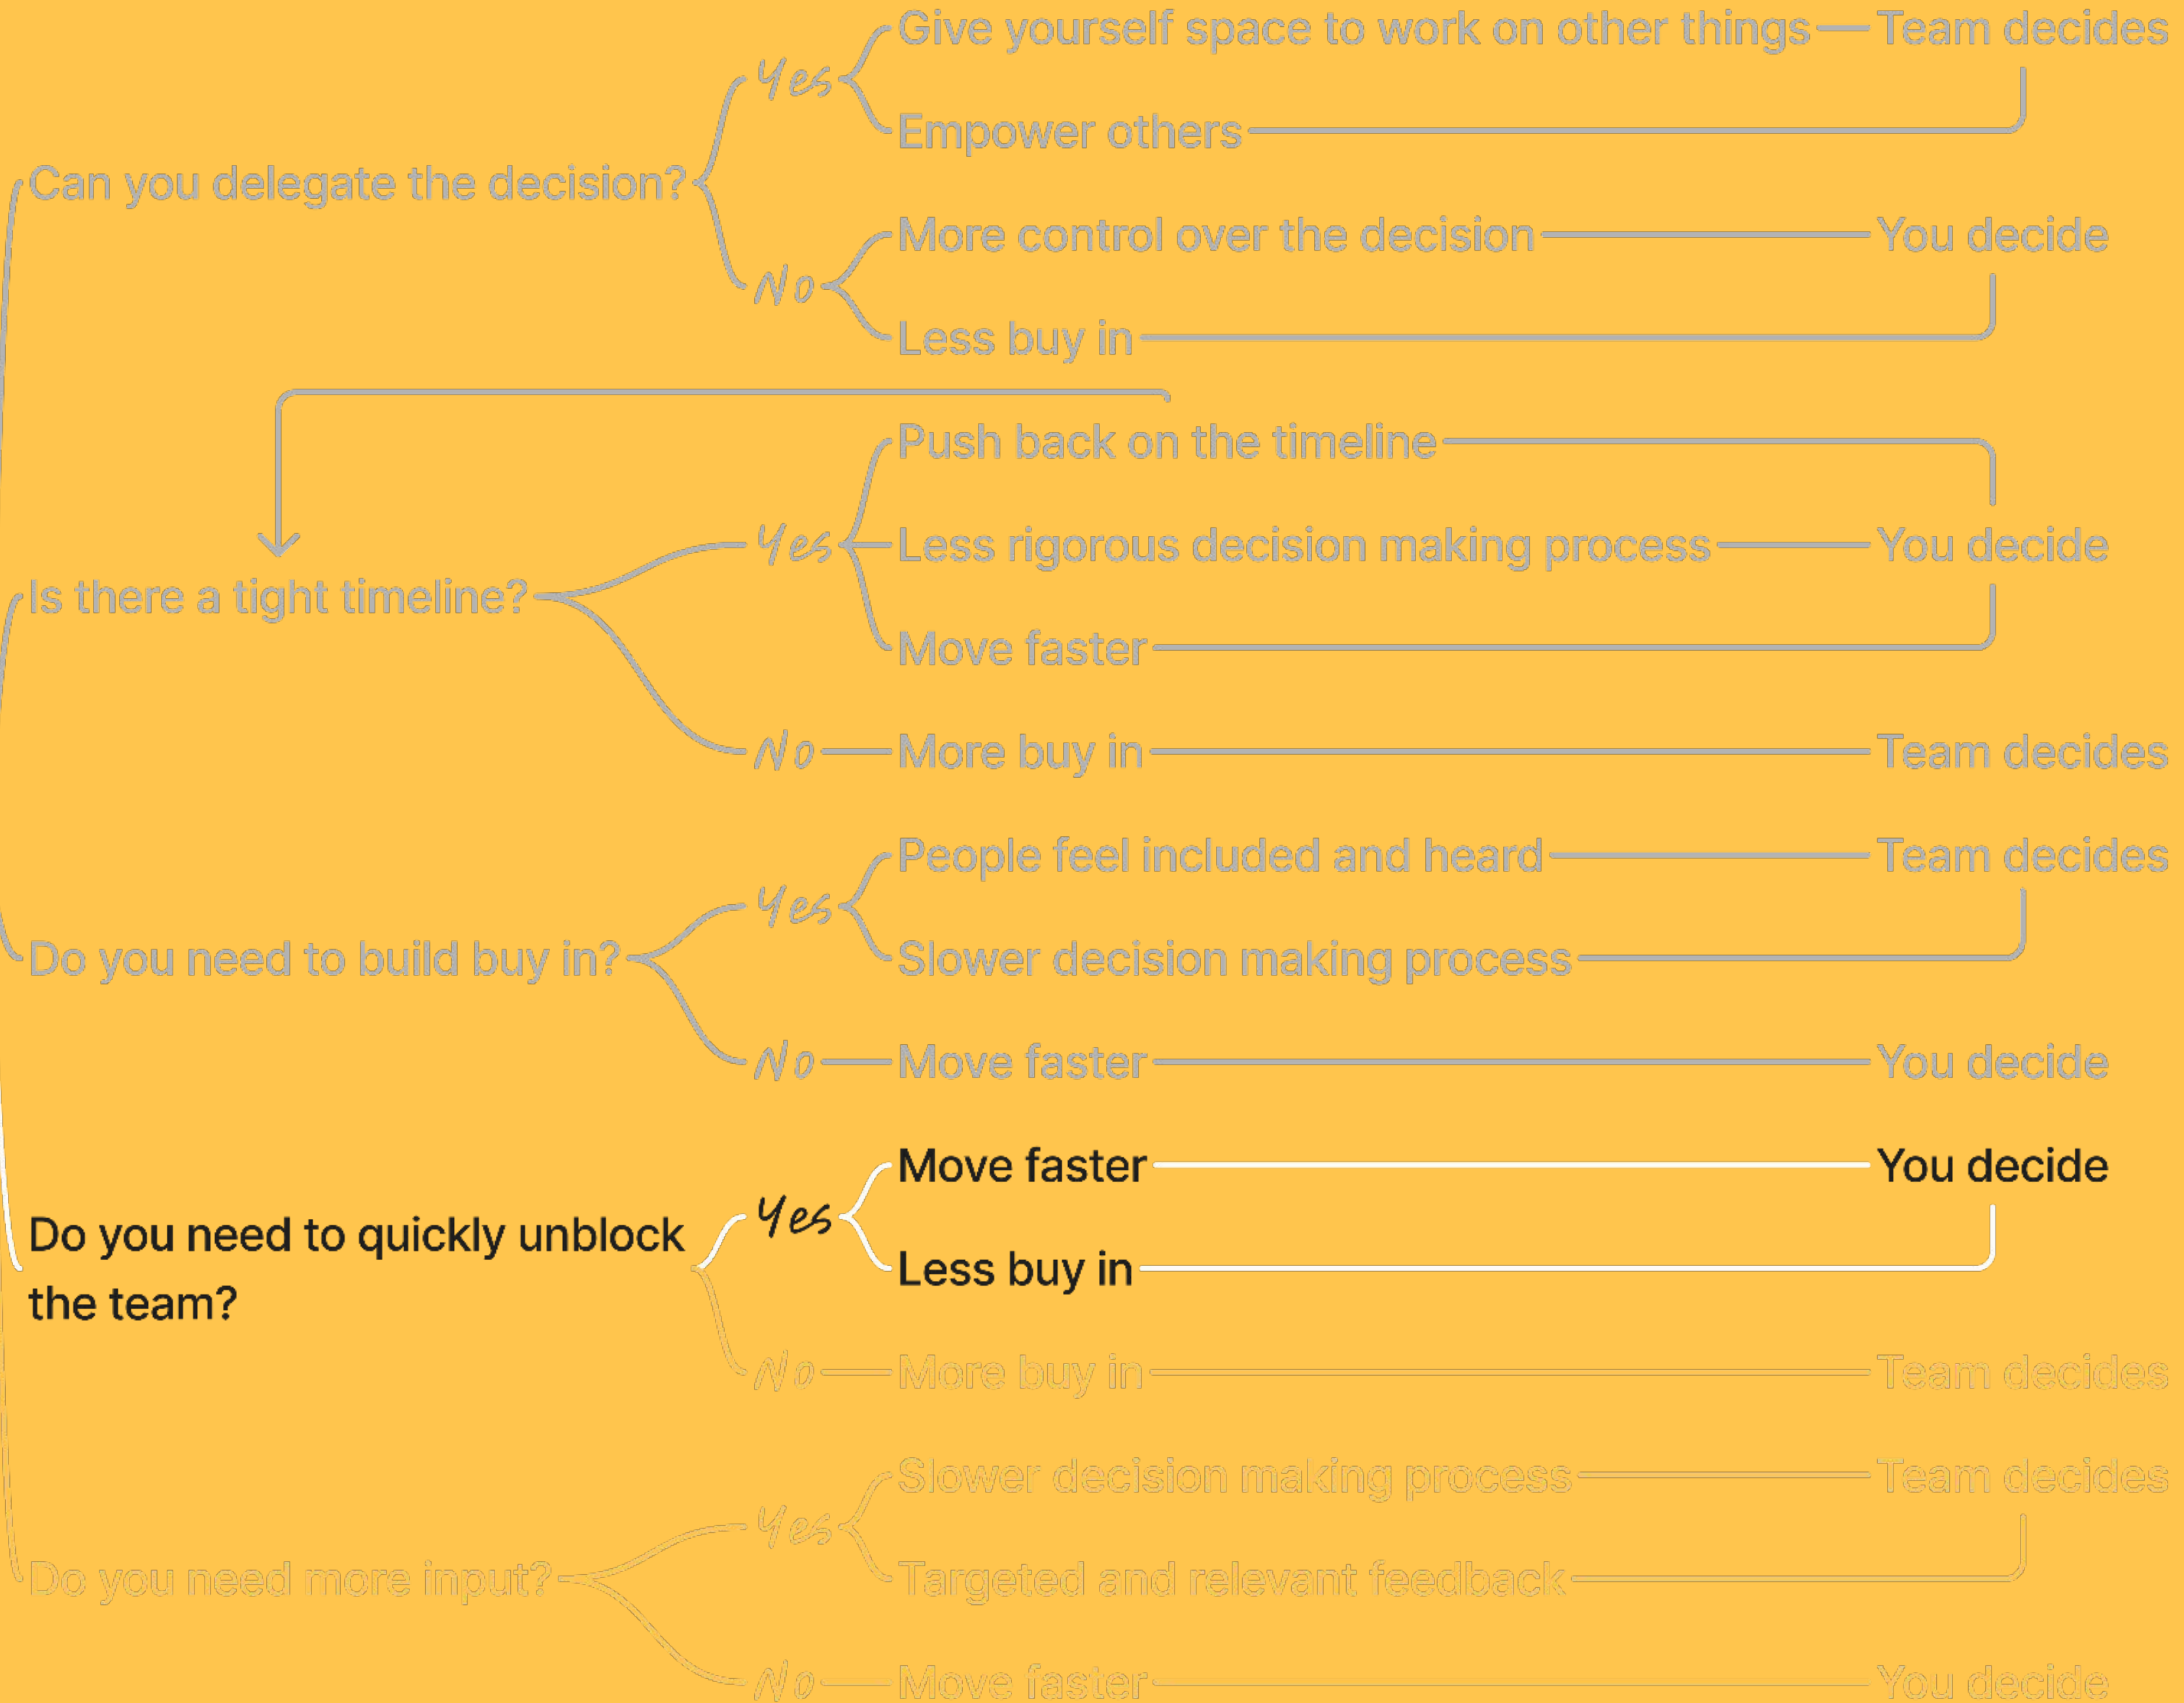 Give yourself space to work on other things
Team decides
Yes
Empower others
Can you delegate the decision?
More control over the decision
You decide
No
Less buy in
Push back on the timeline
Yes
Less rigorous decision making process
You decide
Is there a tight timeline?
Move faster
No
More buy in
Team decides
People feel included and heard
Team decides
Yes
Do you need to build buy in?
Slower decision making process
No
Move faster
You decide
Move faster
You decide
Yes
Do you need to quickly unblock
the team?
Less buy in
No
More buy in
Team decides
Slower decision making process
Team decides
Yes
Do you need more input?
Targeted and relevant feedback
No
Move faster
You decide